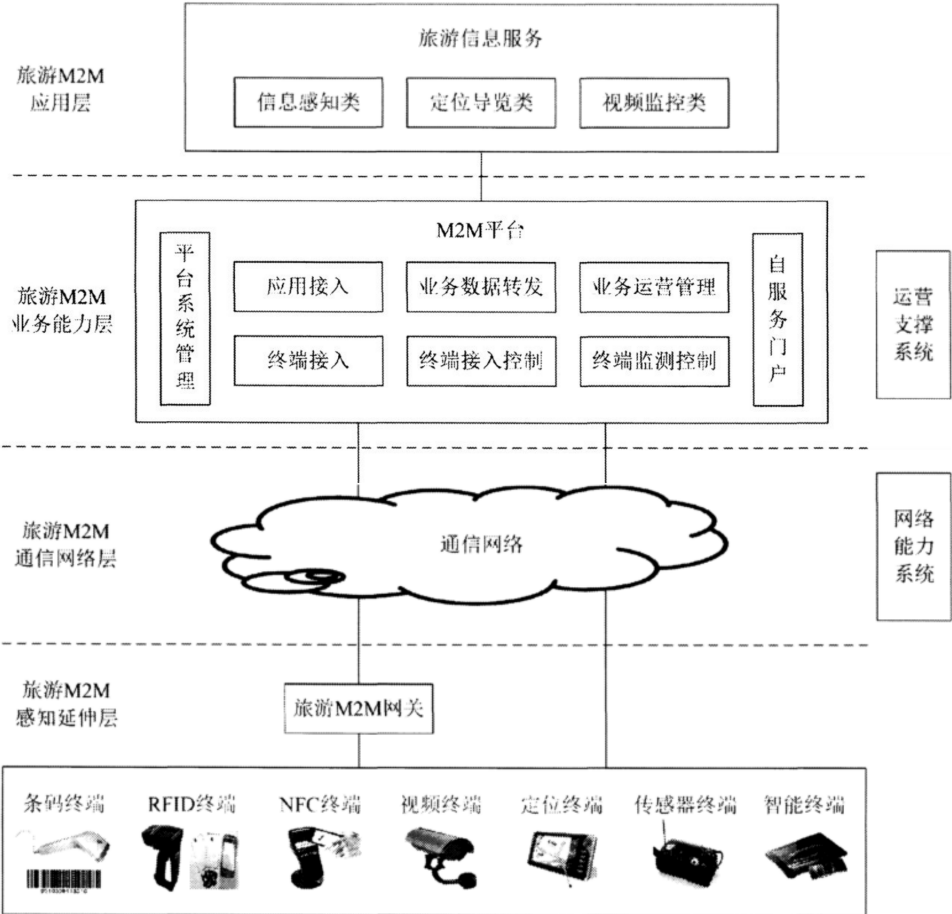 旅游信息服务
旅游M2M
应用层
信息感知类
定位导览类
视频监控类
M2M平台
旅游M2M
业务能力层
平台系统管理
应用接入
业务数据转发
业务运营管理
终端接入
终端接入控制
终端监测控制
自服务门户
运营
支撑
系统
旅游M2M
通信网络层
通信网络
网络
能力
系统
旅游M2M
感知延伸层
旅游M2M网关
条码终端
RFID终端
NFC终端
视频终端
定位终端
传感器终端
智能终端